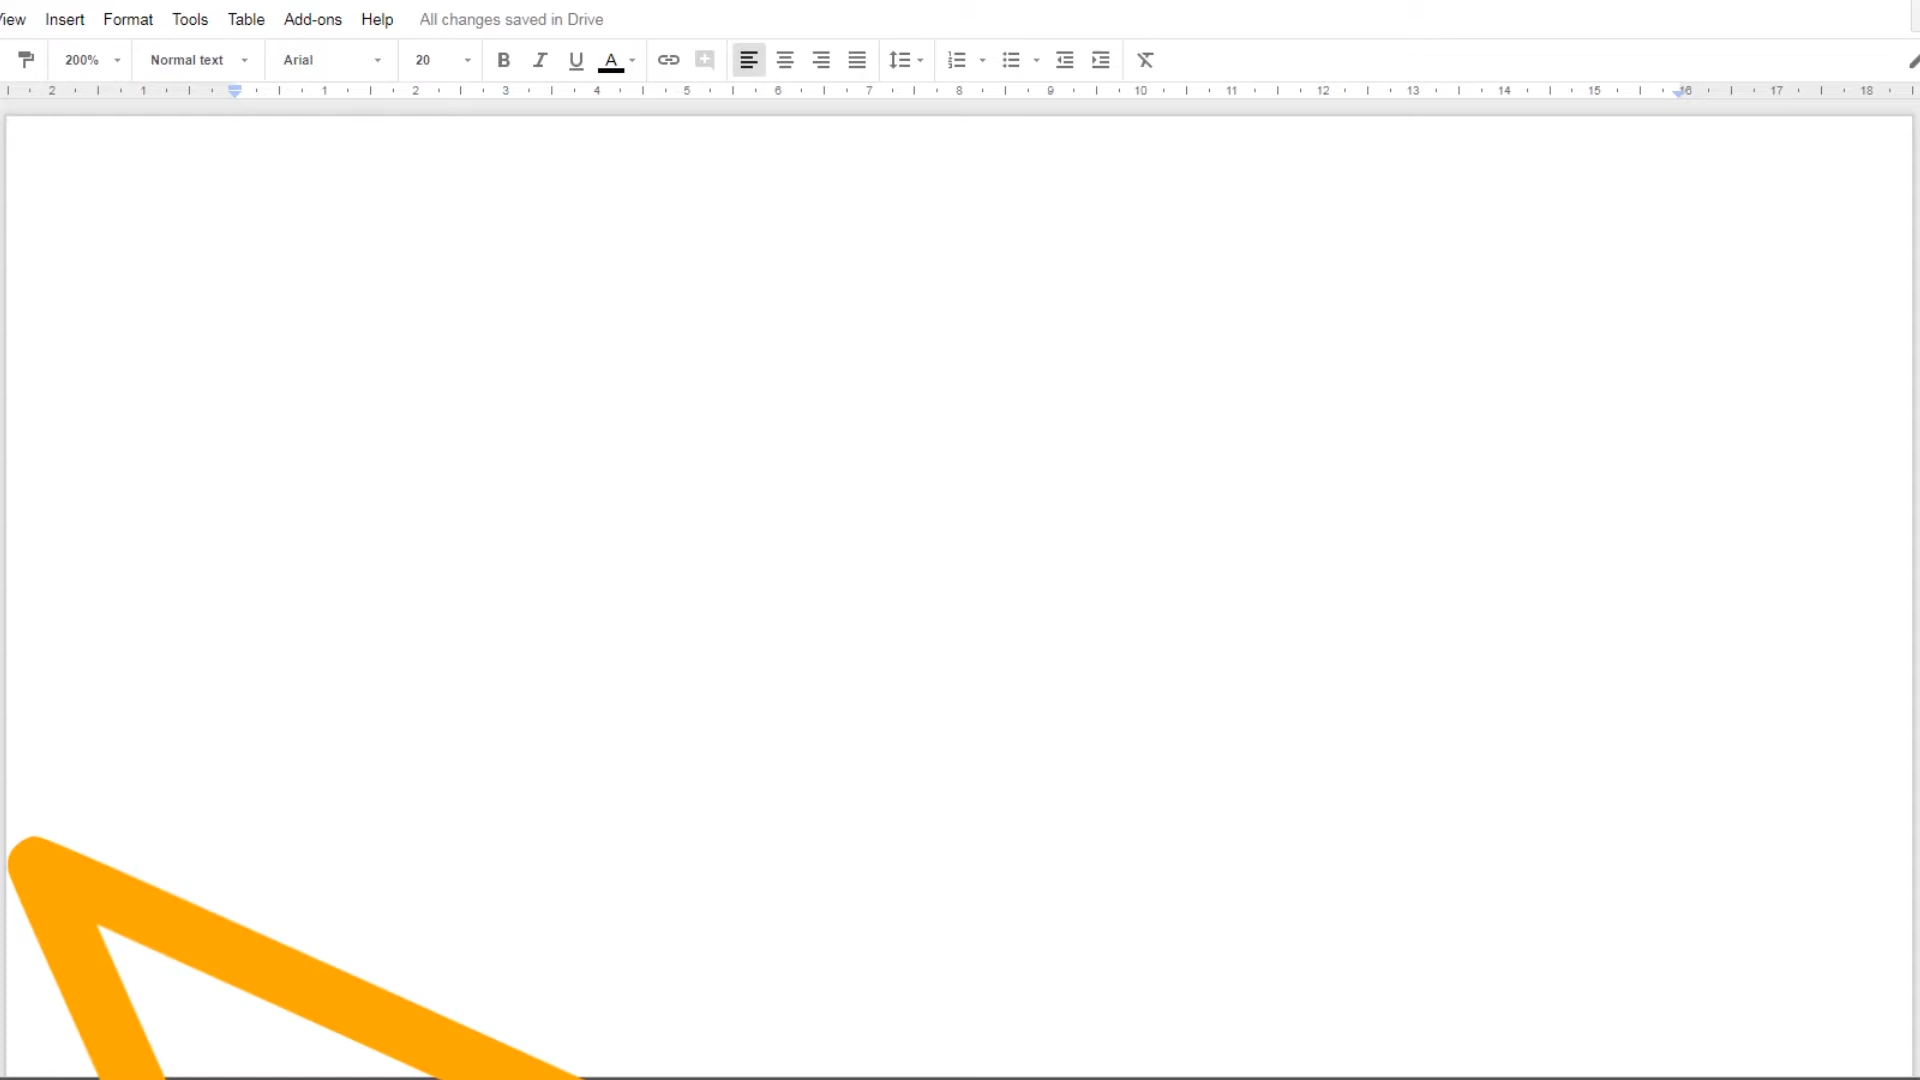 View Insert Format Tools Table Add-ons Help All changes saved in Drive
200% Normal text Arial 20 B I U A
2 1 1 2 3 4 5 6 7 8 9 10 11 12 13 14 15 16 17 18